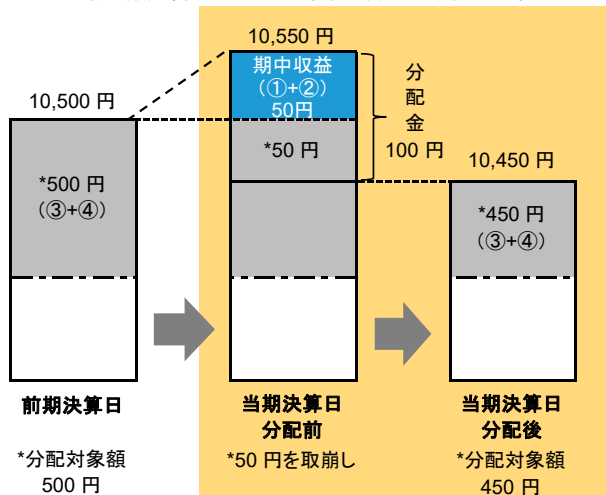 10,550 円
期中収益
（①+②）
50円
分
配
金
100 円
10,500 円
*50 円
10,450 円
*500 円
（③+④）
*450 円
（③+④）
前期決算日
当期決算日
分配前
当期決算日
分配後
*分配対象額
500 円
*50 円を取崩し
*分配対象額
450 円